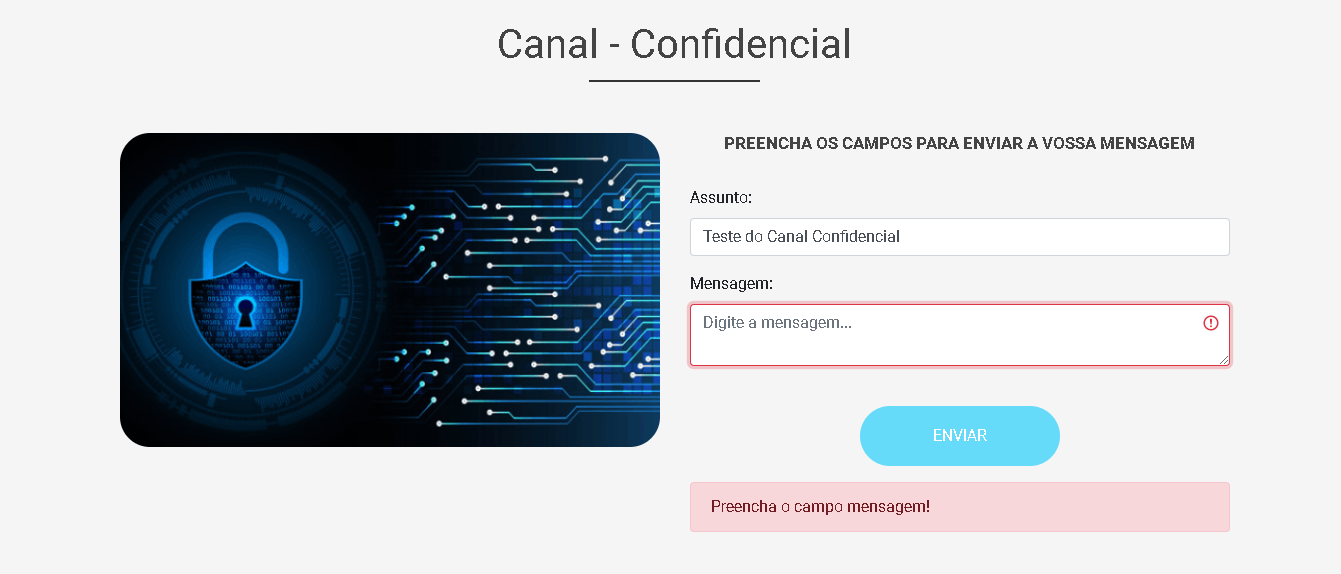 Canal - Confidencial
PREENCHA OS CAMPOS PARA ENVIAR A VOSSA MENSAGEM
Assunto:
Teste do Canal Confidencial
Mensagem:
Digite a mensagem...
ENVIAR
Preencha o campo mensagem!